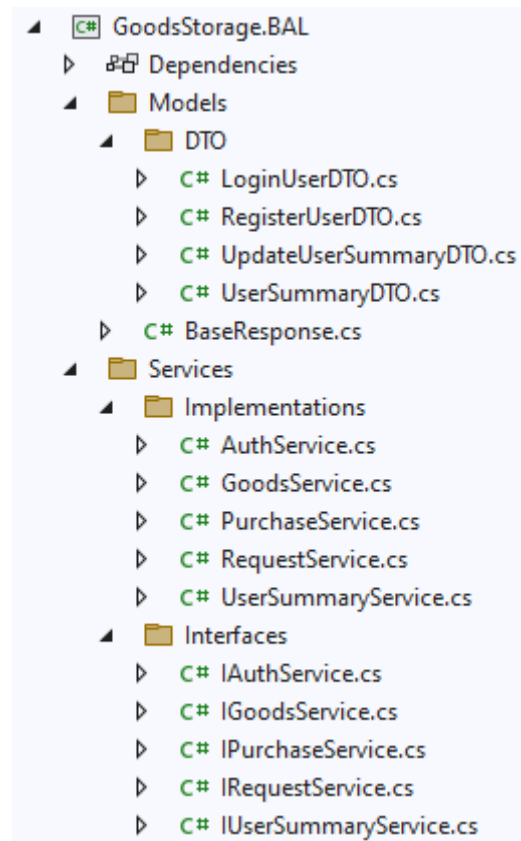 C# GoodsStorage.BAL
Dependencies
Models
DTO
C# LoginUserDTO.cs
C# RegisterUserDTO.cs
C# UpdateUserSummaryDTO.cs
C# UserSummaryDTO.cs
C# BaseResponse.cs
Services
Implementations
C# AuthService.cs
C# GoodsService.cs
C# PurchaseService.cs
C# RequestService.cs
C# UserSummaryService.cs
Interfaces
C# IAuthService.cs
C# IGoodsService.cs
C# IPurchaseService.cs
C# IRequestService.cs
C# IUserSummaryService.cs